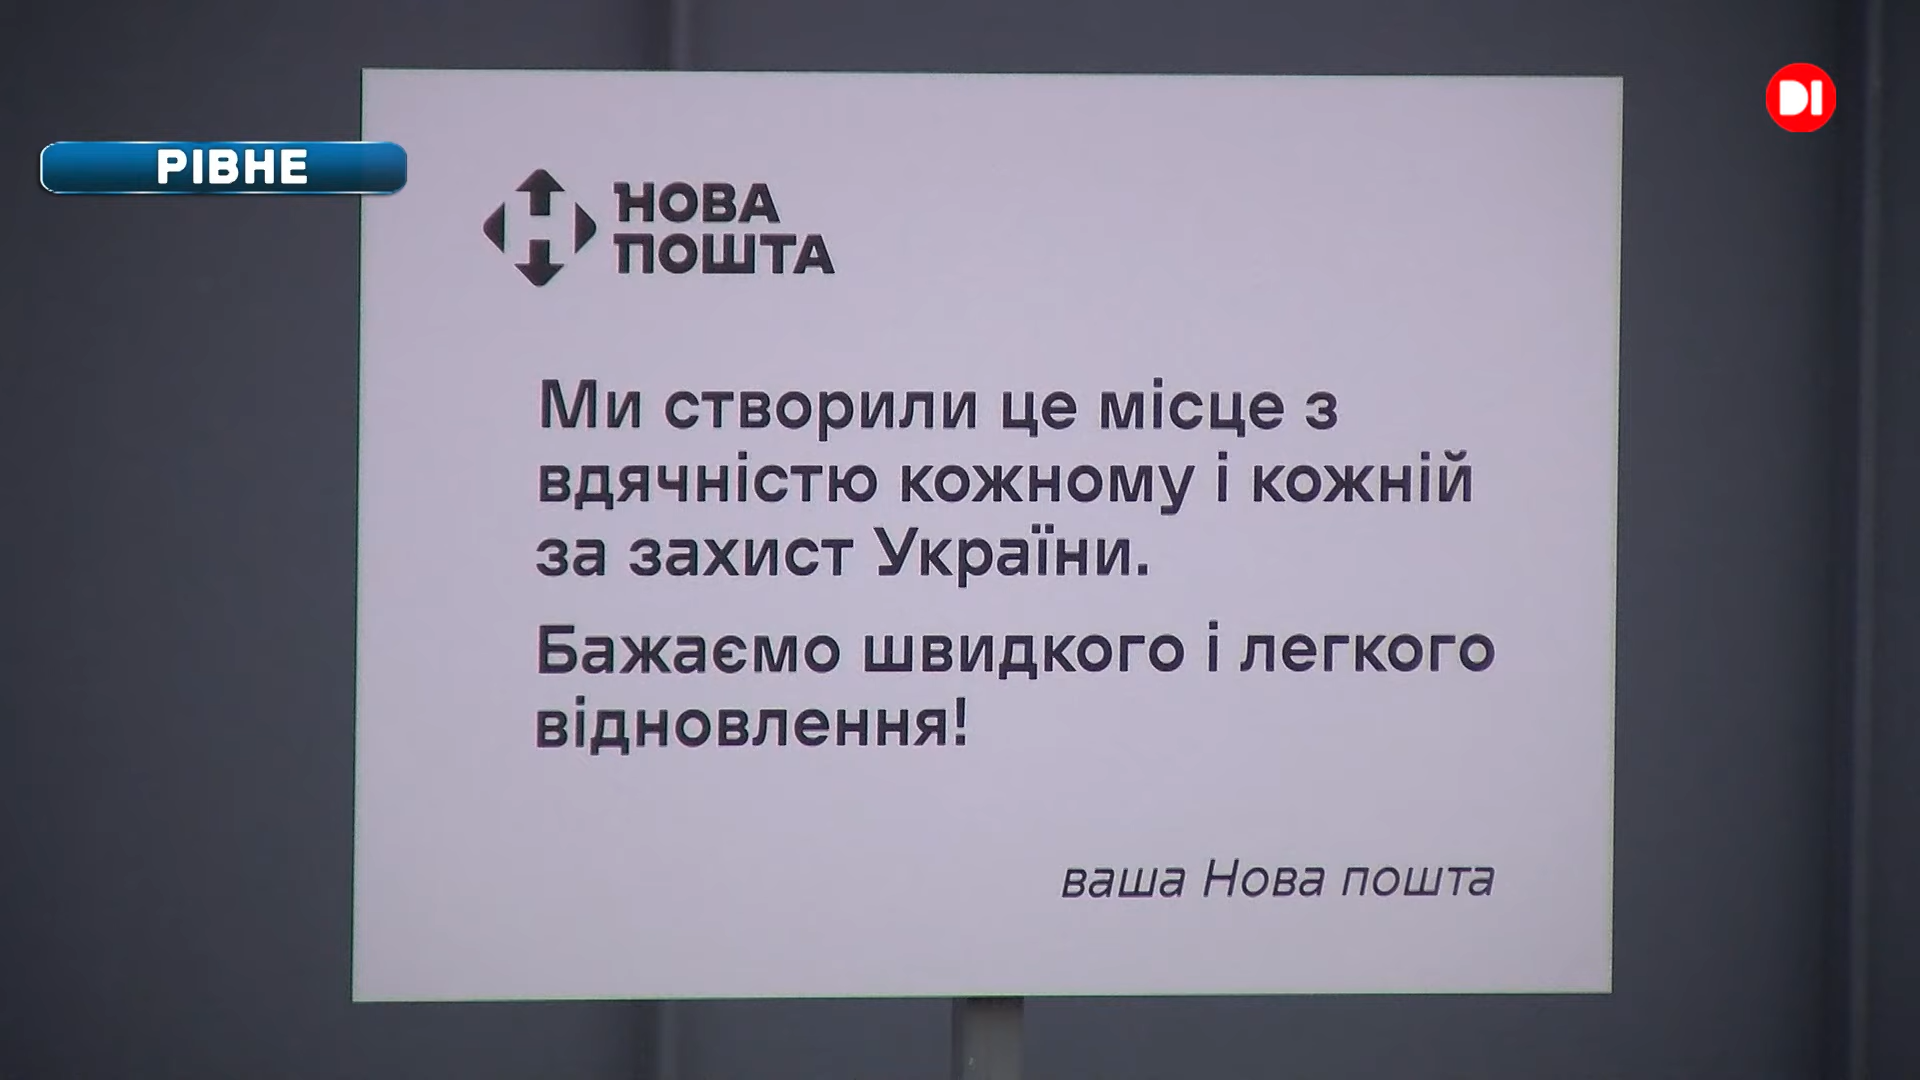 РІВНЕ
DI
НОВА
ПОШТА
Ми створили це місце з
вдячністю кожному і кожній
за захист України.
Бажаємо швидкого і легкого
відновлення!
ваша Нова пошта